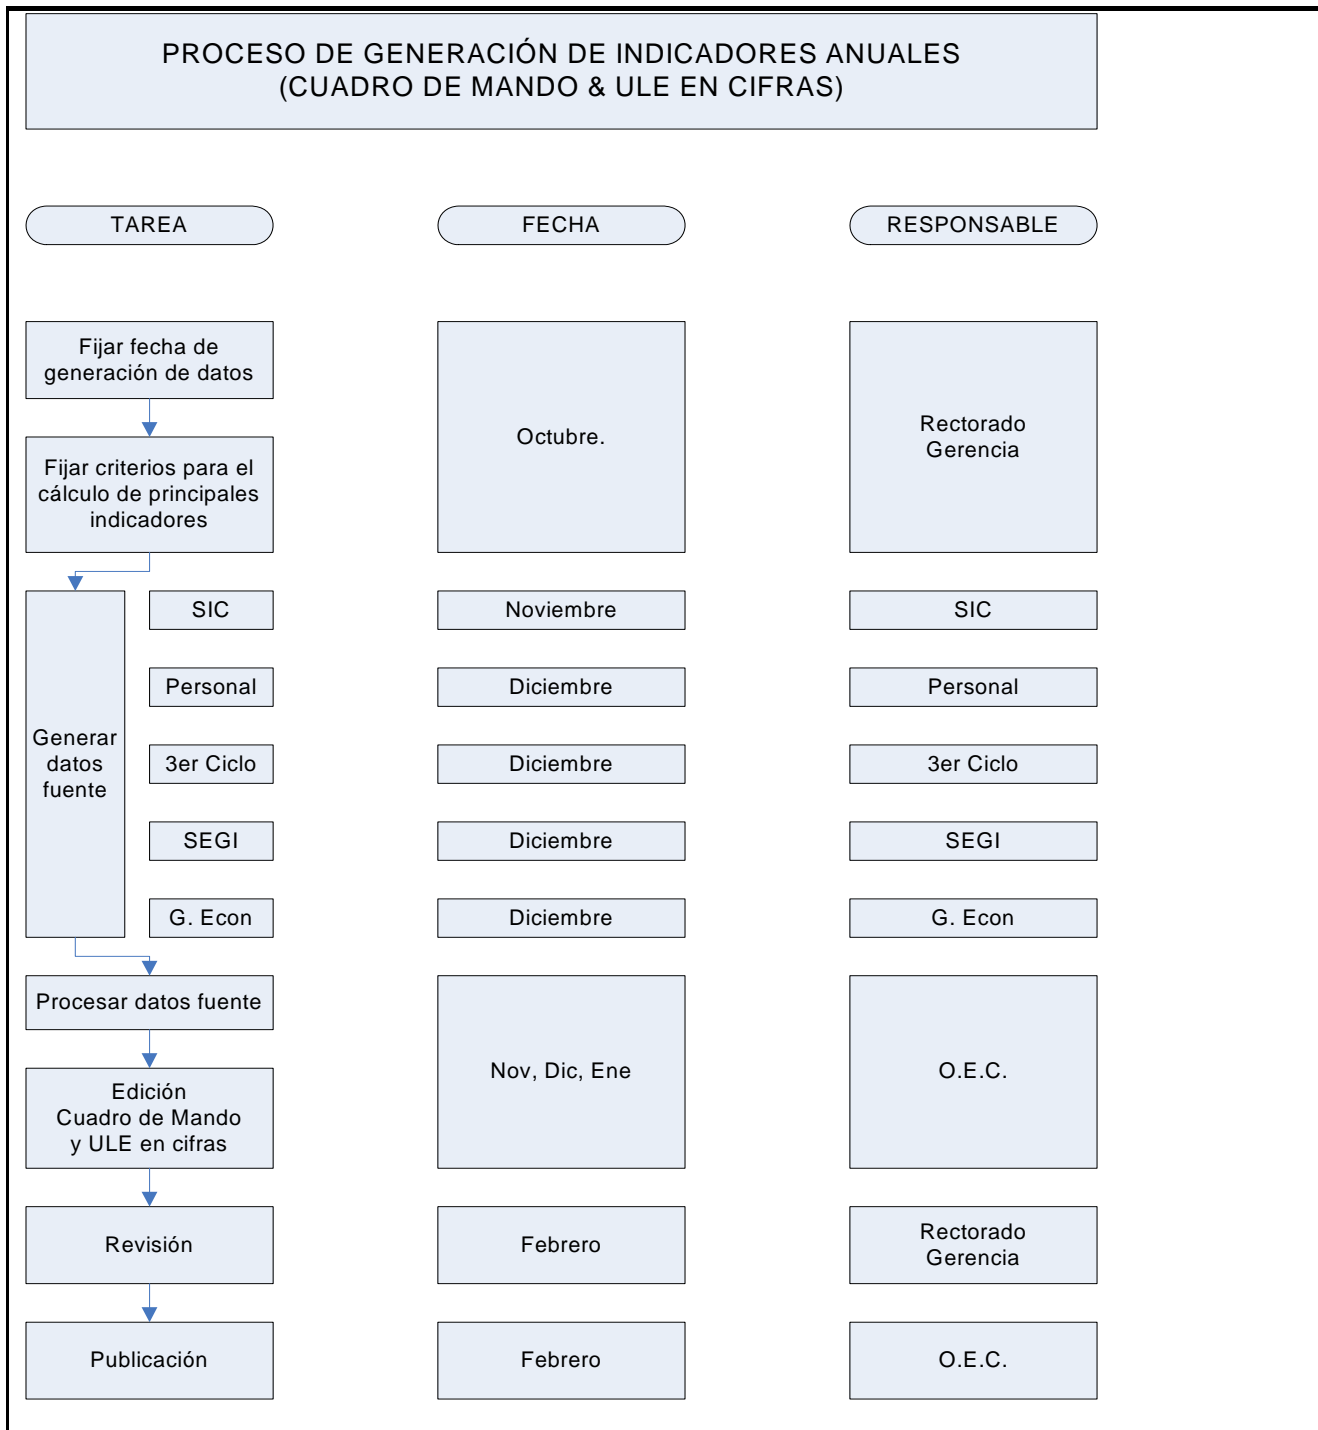 PROCESO DE GENERACIÓN DE INDICADORES ANUALES
(CUADRO DE MANDO & ULE EN CIFRAS)
TAREA
FECHA
RESPONSABLE
Fijar fecha de
generación de datos
Fijar criterios para el
cálculo de principales
indicadores
Octubre.
Rectorado
Gerencia
Generar
datos
fuente
SIC
Noviembre
SIC
Personal
Diciembre
Personal
3er Ciclo
Diciembre
3er Ciclo
SEGI
Diciembre
SEGI
G. Econ
Diciembre
G. Econ
Procesar datos fuente
Edición
Cuadro de Mando
y ULE en cifras
Nov, Dic, Ene
O.E.C.
Revisión
Febrero
Rectorado
Gerencia
Publicación
Febrero
O.E.C.